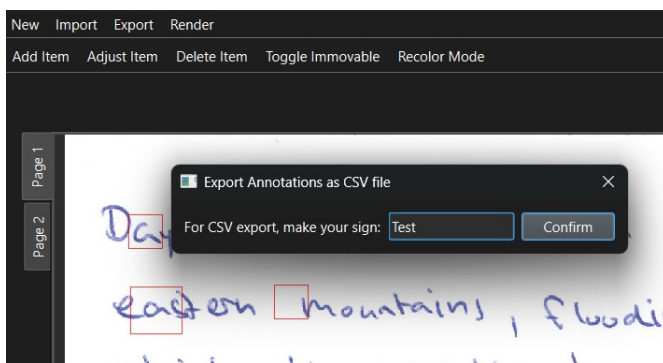 New Import Export Render
Add Item Adjust Item Delete Item Toggle Immovable Recolor Mode
Page 1
Page 2
Export Annotations as CSV file
For CSV export, make your sign: Test Confirm
eastern mountains,